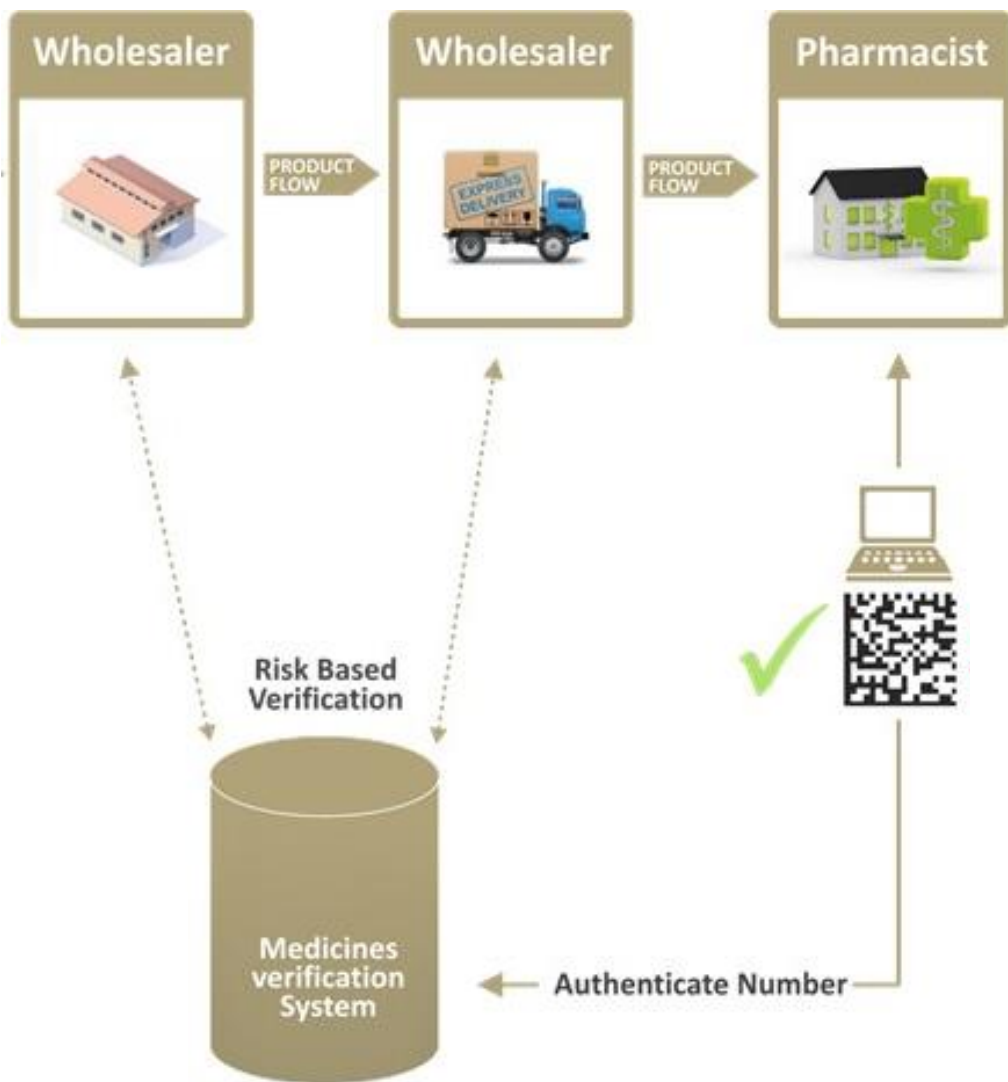 Wholesaler
Wholesaler
Pharmacist
PRODUCT
FLOW
EXPRESS
DELIVERY
PRODUCT
FLOW
Risk Based
Verification
Medicines
verification
System
Authenticate Number